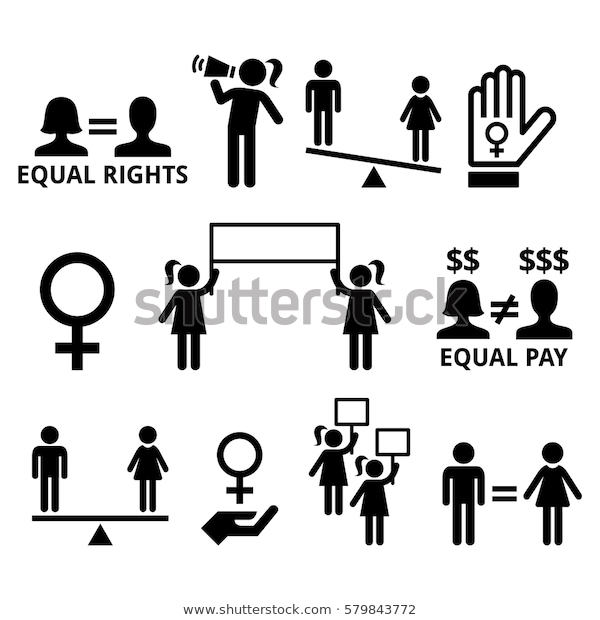 EQUAL RIGHTS
$$ $$$
≠
EQUAL PAY
shutterstock
www.shutterstock.com · 579843772